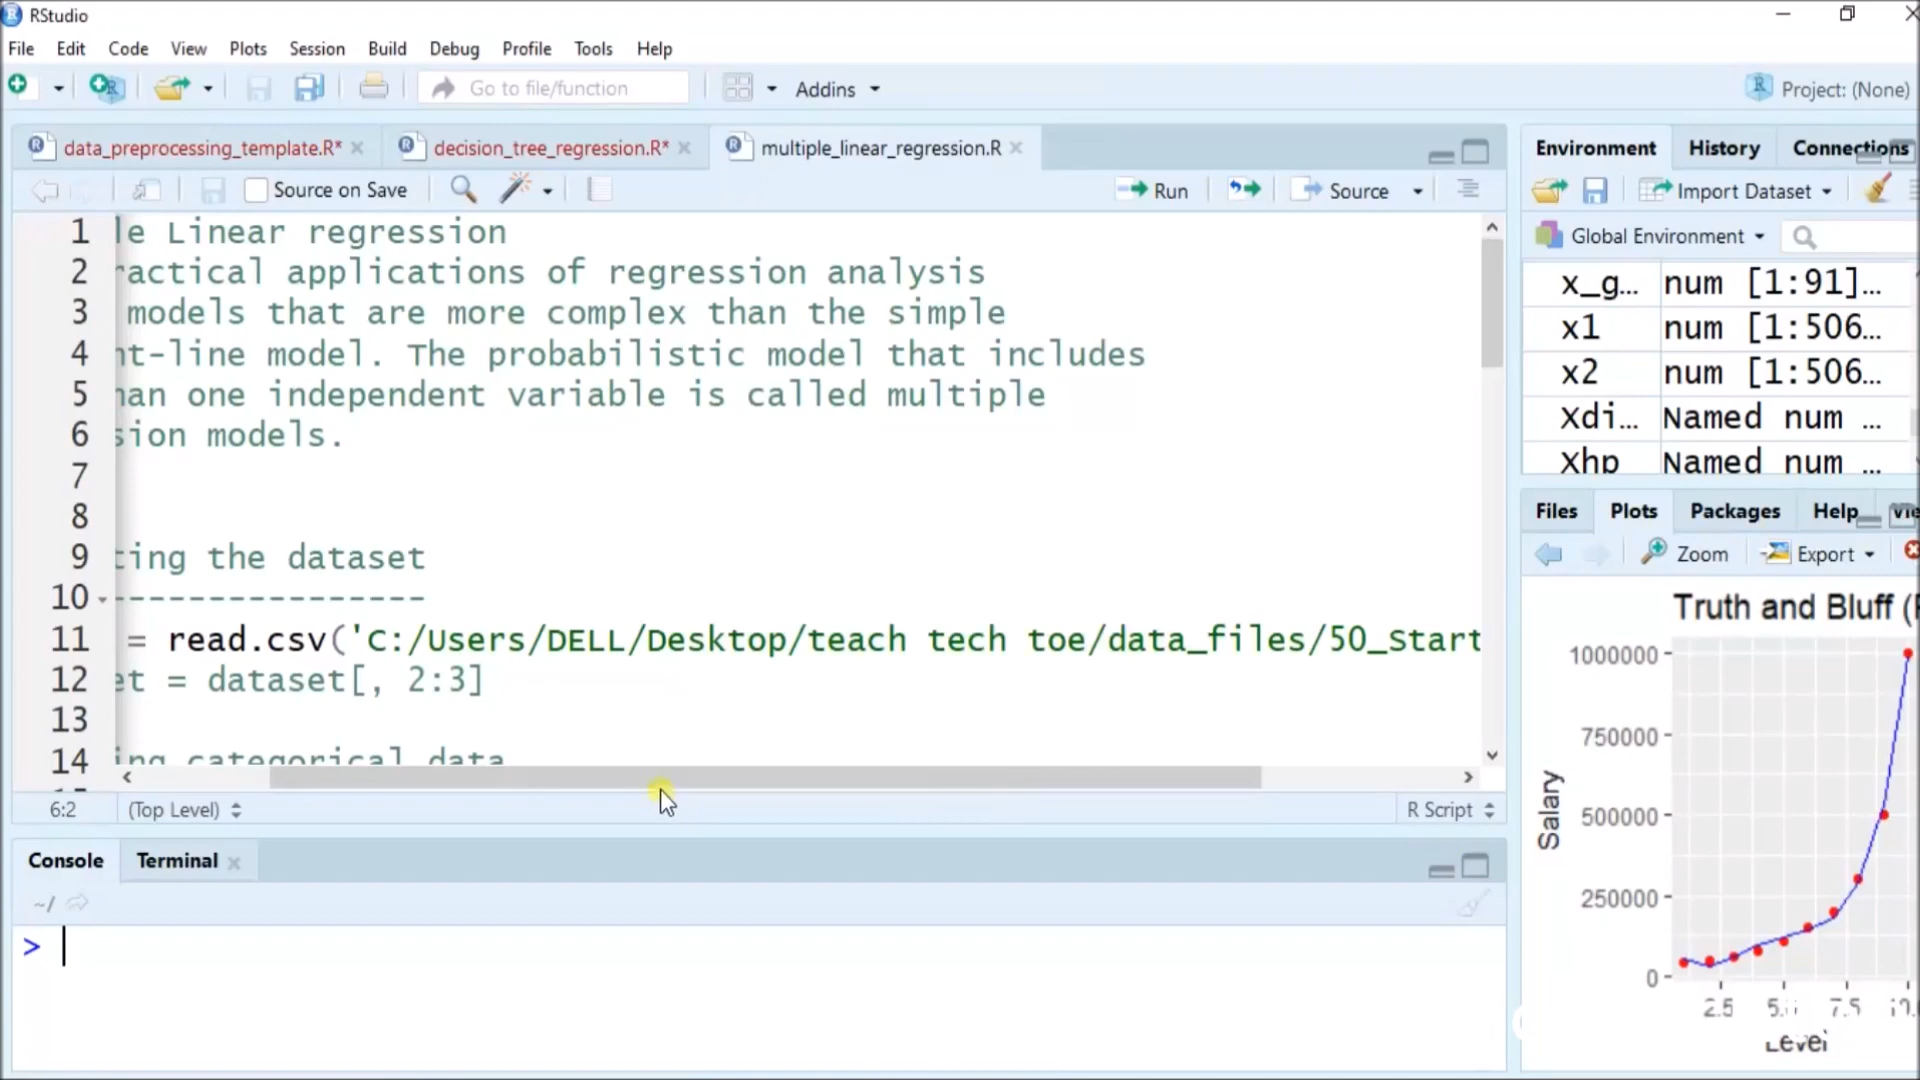 RStudio
File Edit Code View Plots Session Build Debug Profile Tools Help
Go to file/function Addins Project: (None)
data_preprocessing_template.R* decision_tree_regression.R* multiple_linear_regression.R
Source on Save Run Source
1 le Linear regression
2 ractical applications of regression analysis
3 models that are more complex than the simple
4 ht-line model. The probabilistic model that includes
5 han one independent variable is called multiple
6 sion models.
7
8
9 ting the dataset
10 ----------------
11 = read.csv('C:/Users/DELL/Desktop/teach tech toe/data_files/50_Start
12 et = dataset[, 2:3]
13
14 ing categorical data
6:2 (Top Level) R Script
Console Terminal
~/
>
Environment History Connections
Import Dataset
Global Environment
x_g... num [1:91]...
x1 num [1:506...
x2 num [1:506...
Xdi... Named num ...
Xhp Named num ...
Files Plots Packages Help Vie
Zoom Export
Truth and Bluff (
1000000
750000
500000
250000
0
Salary
2.5 5.0 7.5 10.
Level